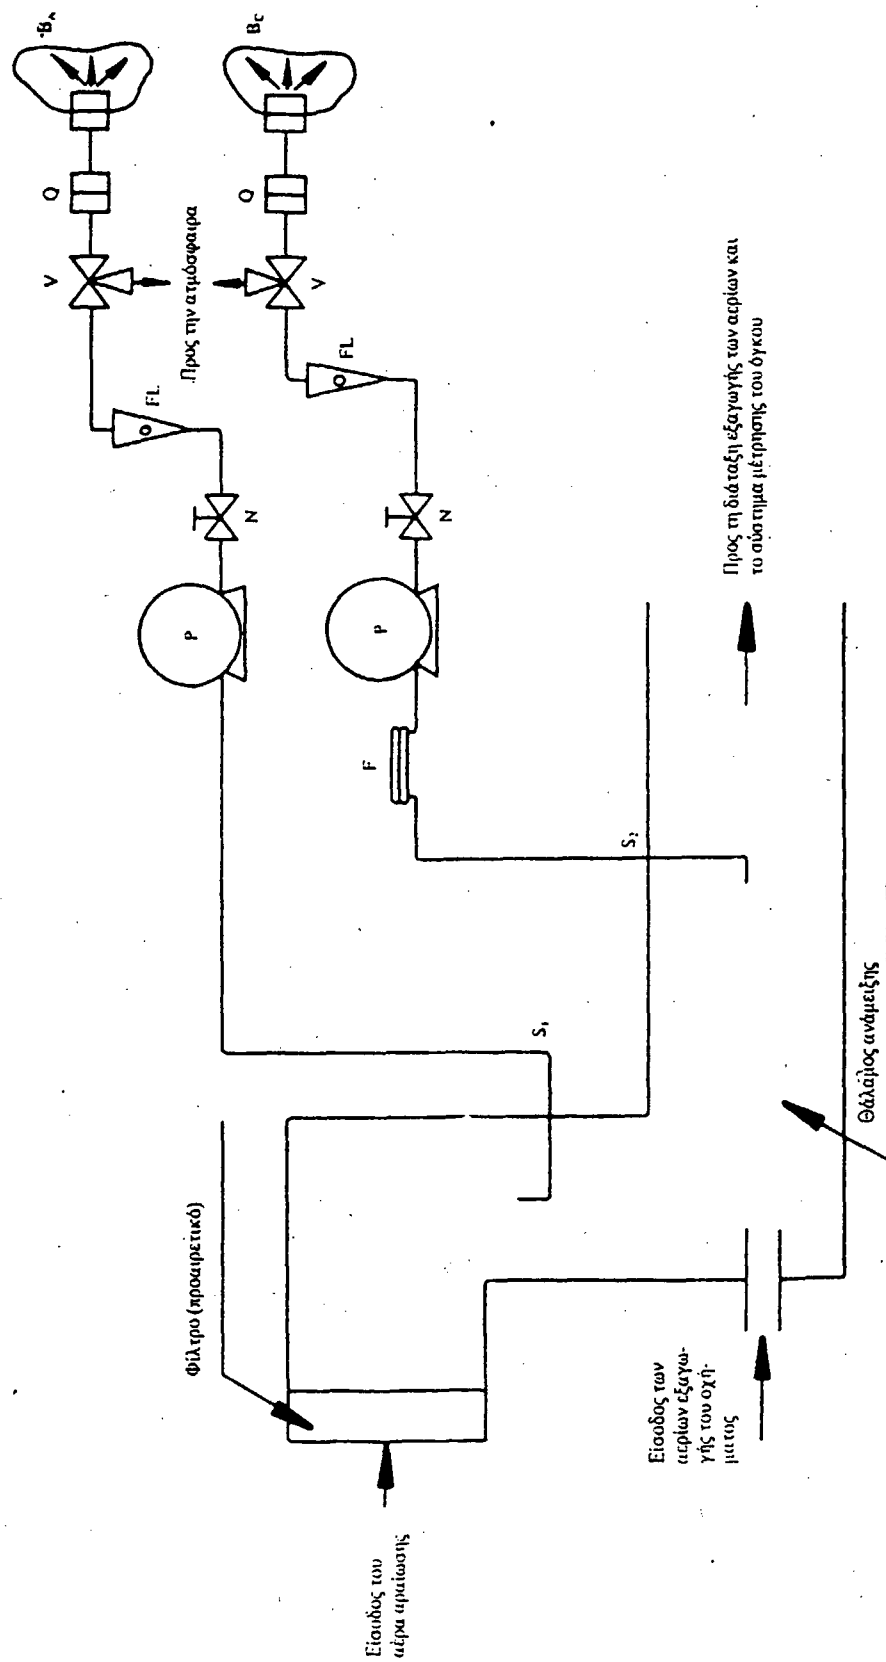 B_A
B_C
Q
Q
V
V
Προς την ατμόσφαιρα
FL
FL
N
N
P
P
F
S₁
S₂
Προς τη διάταξη εξαγωγής των αερίων και
το σύστημα μέτρησης του όγκου
Φίλτρο (προαιρετικό)
Θάλαμος ανάμειξης
Είσοδος του
αέρα αραίωσης
Είσοδος των
αερίων εξαγω-
γής του οχή-
ματος